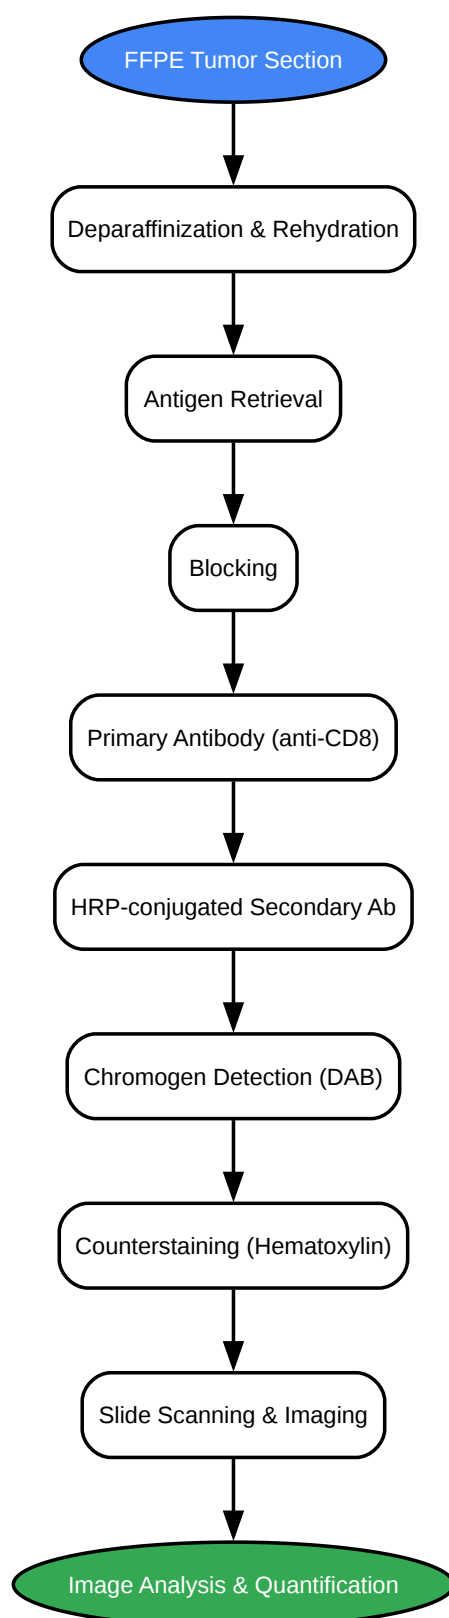 FFPE Tumor Section
Deparaffinization & Rehydration
Antigen Retrieval
Blocking
Primary Antibody (anti-CD8)
HRP-conjugated Secondary Ab
Chromogen Detection (DAB)
Counterstaining (Hematoxylin)
Slide Scanning & Imaging
Image Analysis & Quantification